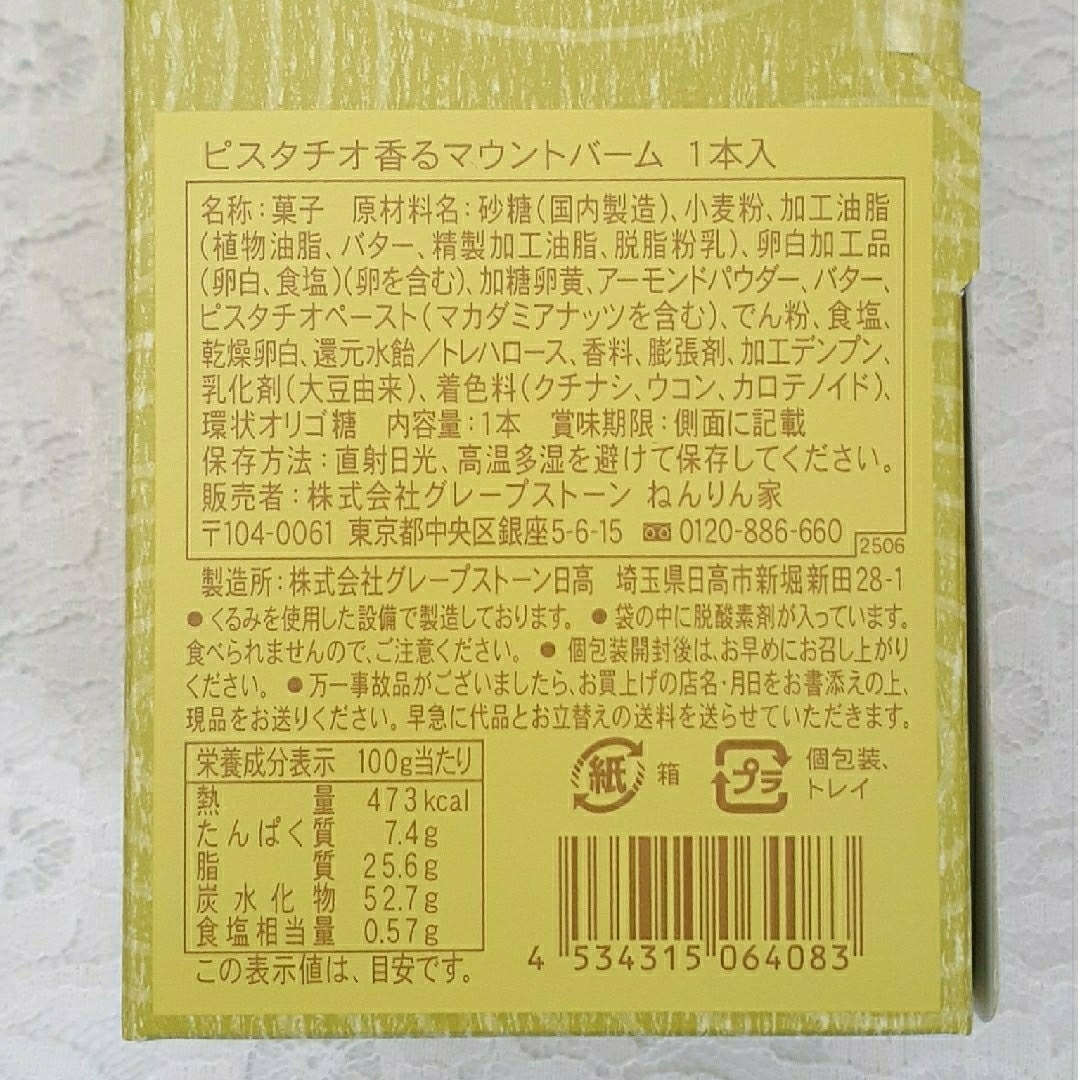 ピスタチオ香るマウントバーム 1本入
名称：菓子 原材料名：砂糖（国内製造）、小麦粉、加工油脂
（植物油脂、バター、精製加工油脂、脱脂粉乳）、卵白加工品
（卵白、食塩）（卵を含む）、加糖卵黄、アーモンドパウダー、バター、
ピスタチオペースト（マカダミアナッツを含む）、でん粉、食塩、
乾燥卵白、還元水飴／トレハロース、香料、膨張剤、加工デンプン、
乳化剤（大豆由来）、着色料（クチナシ、ウコン、カロテノイド）、
環状オリゴ糖 内容量：1本 賞味期限：側面に記載
保存方法：直射日光、高温多湿を避けて保存してください。
販売者：株式会社グレープストーン ねんりん家
〒104-0061 東京都中央区銀座5-6-15 0120-886-660
2506
製造所：株式会社グレープストーン日高 埼玉県日高市新堀新田28-1
●くるみを使用した設備で製造しております。 ●袋の中に脱酸素剤が入っています。
食べられませんので、ご注意ください。 ●個包装開封後は、お早めにお召し上がり
ください。 ●万一事故品がございましたら、お買上げの店名・月日をお書添えの上、
現品をお送りください。早急に代品とお立替えの送料を送らせていただきます。
栄養成分表示 100g当たり
熱量 473kcal
たんぱく質 7.4g
脂質 25.6g
炭水化物 52.7g
食塩相当量 0.57g
この表示値は、目安です。
紙 箱
プラ 個包装、
トレイ
4 534315 064083